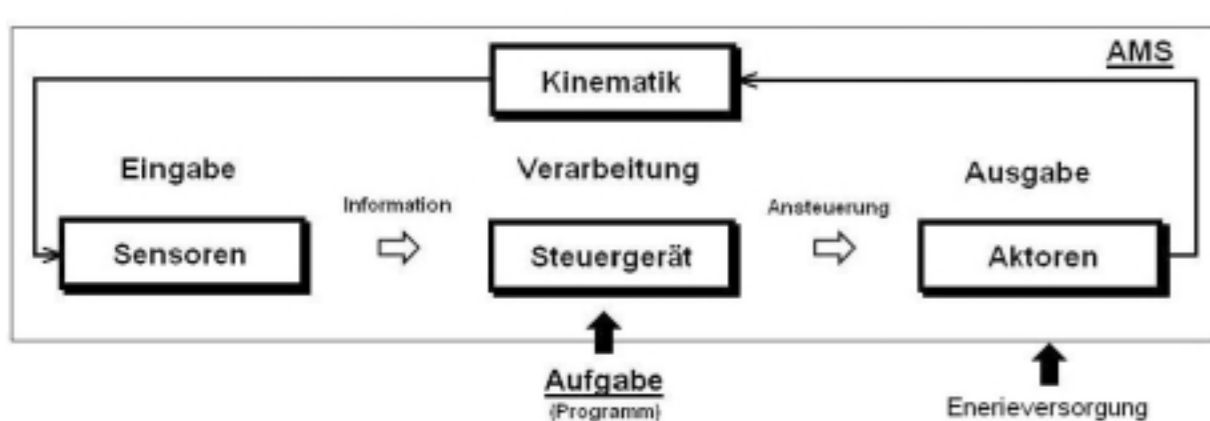 AMS
Kinematik
Eingabe
Verarbeitung
Ausgabe
Information
Ansteuerung
Sensoren
Steuergerät
Aktoren
Aufgabe
(Programm)
Enerieversorgung